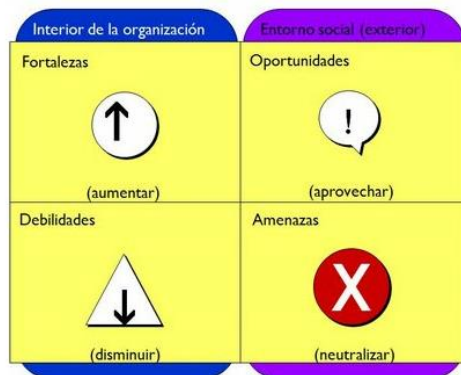 Interior de la organización
Entorno social (exterior)
Fortalezas
Oportunidades
!
(aumentar)
(aprovechar)
Debilidades
Amenazas
X
(disminuir)
(neutralizar)